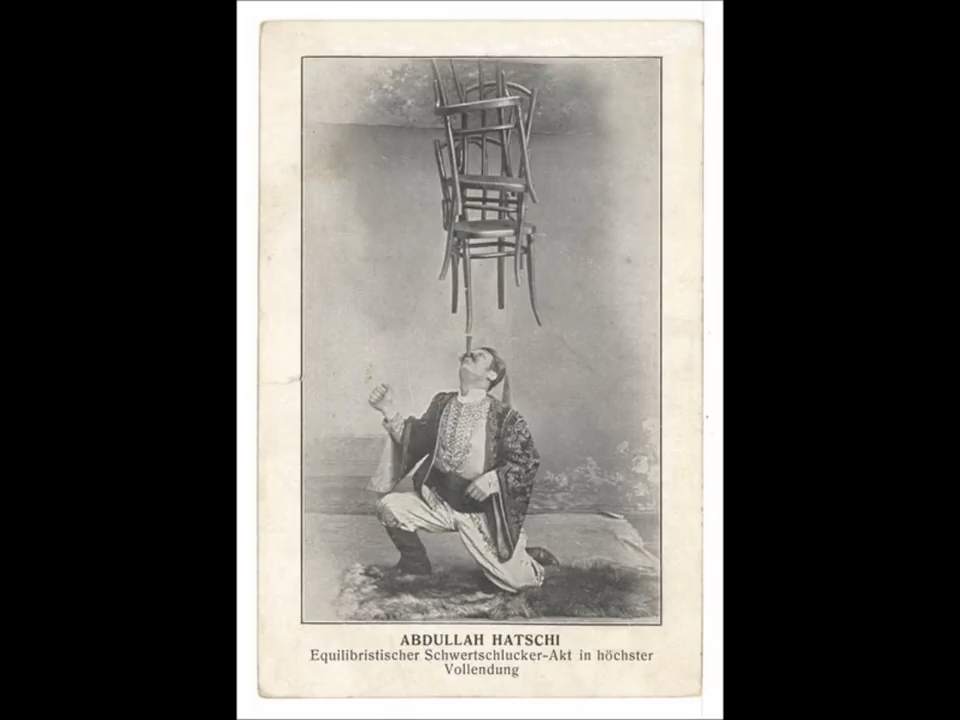 ABDULLAH HATSCHI
Equilibristischer Schwertschlucker-Akt in höchster
Vollendung